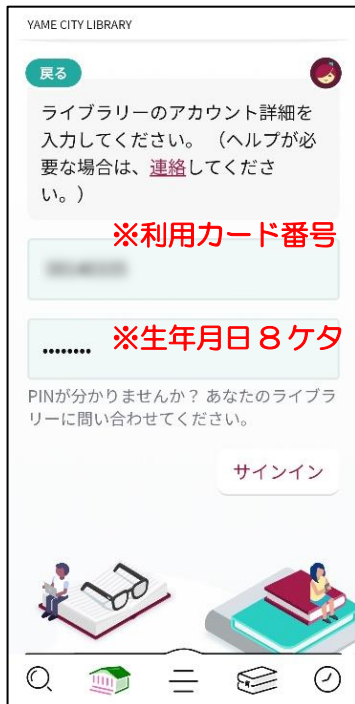 YAME CITY LIBRARY
戻る
ライブラリーのアカウント詳細を
入力してください。（ヘルプが必
要な場合は、連絡してくださ
い。）
※利用カード番号
※生年月日８ケタ
PINが分かりませんか？ あなたのライブラ
リーに問い合わせてください。
サインイン